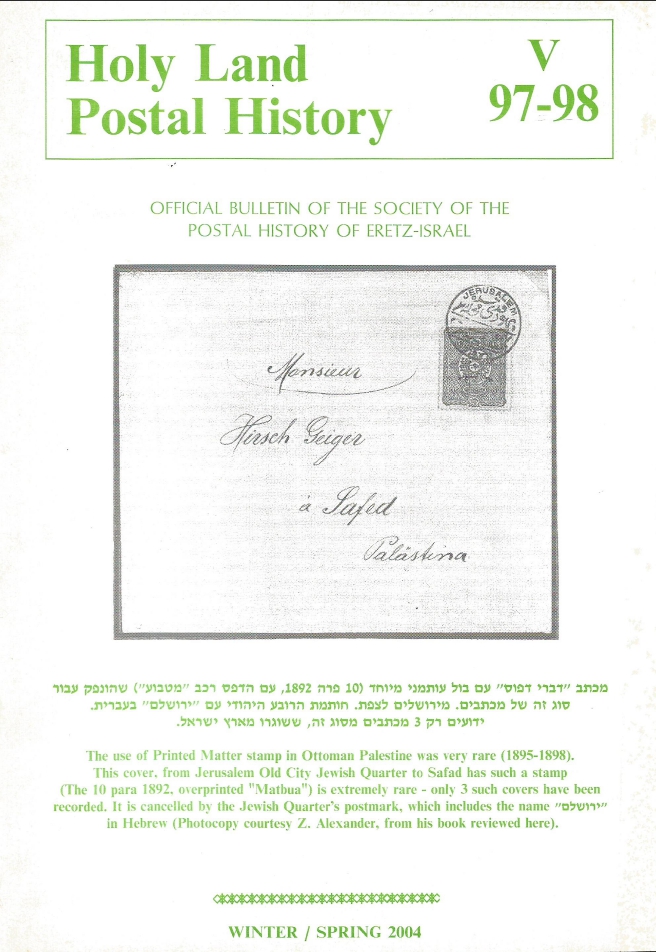 Holy Land
Postal History
V
97-98
OFFICIAL BULLETIN OF THE SOCIETY OF THE
POSTAL HISTORY OF ERETZ-ISRAEL
JERUSALEM
Monsieur
Hirsch Geiger
à Safed
Palästina
מכתב "דברי דפוס" עם בול עותמני מיוחד (10 פרה 1892, עם הדפס רכב "מטבוע") שהונפק עבור
סוג זה של מכתבים. מירושלים לצפת. חותמת הרובע היהודי עם "ירושלם" בעברית.
ידועים רק 3 מכתבים מסוג זה, ששוגרו מארץ ישראל.
The use of Printed Matter stamp in Ottoman Palestine was very rare (1895-1898).
This cover, from Jerusalem Old City Jewish Quarter to Safad has such a stamp
(The 10 para 1892, overprinted "Matbua") is extremely rare - only 3 such covers have been
recorded. It is cancelled by the Jewish Quarter's postmark, which includes the name "ירושלם"
in Hebrew (Photocopy courtesy Z. Alexander, from his book reviewed here).
WINTER / SPRING 2004